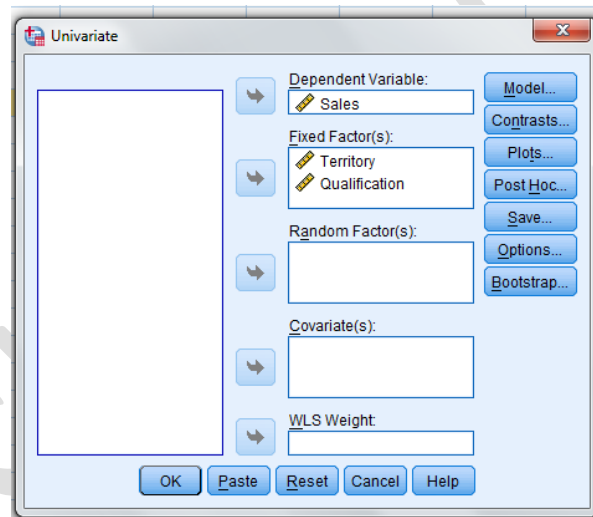 Univariate
Dependent Variable:
Sales
Fixed Factor(s):
Territory
Qualification
Random Factor(s):
Covariate(s):
WLS Weight:
Model...
Contrasts...
Plots...
Post Hoc...
Save...
Options...
Bootstrap...
OK Paste Reset Cancel Help